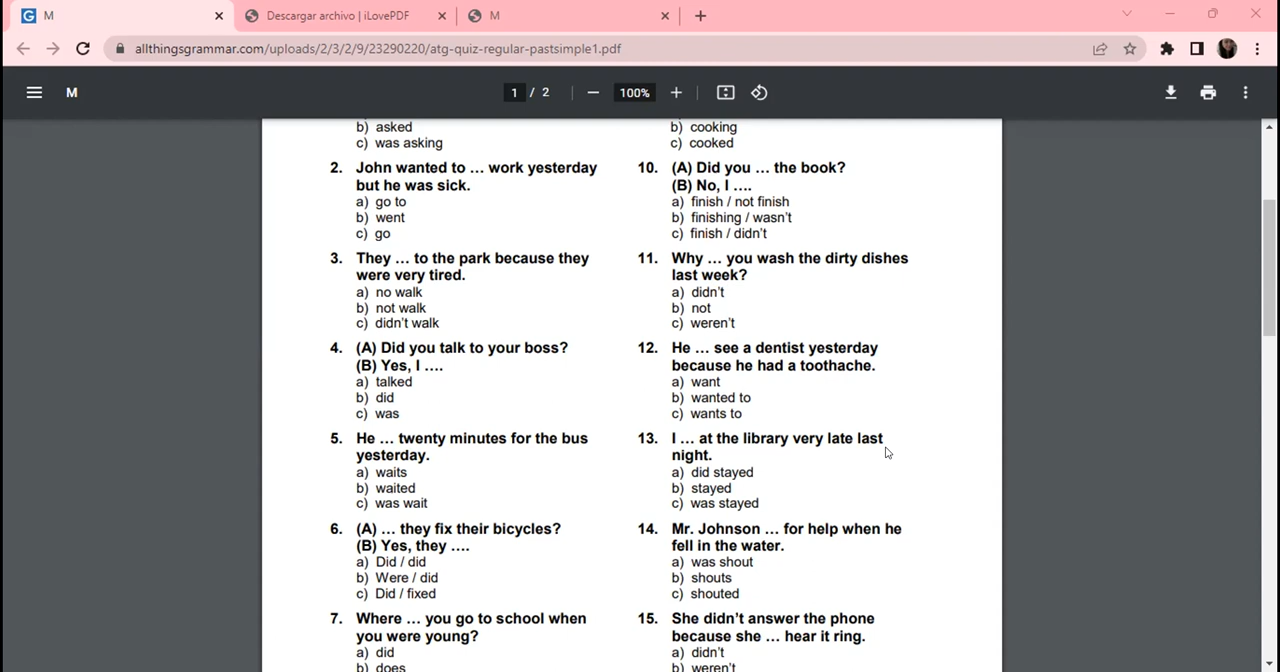 M
Descargar archivo | iLovePDF
M
allthingsgrammar.com/uploads/2/3/2/9/23290220/atg-quiz-regular-pastsimple1.pdf
M
1 / 2
100%
b) asked
c) was asking
2. John wanted to … work yesterday
but he was sick.
a) go to
b) went
c) go
3. They … to the park because they
were very tired.
a) no walk
b) not walk
c) didn't walk
4. (A) Did you talk to your boss?
(B) Yes, I ….
a) talked
b) did
c) was
5. He … twenty minutes for the bus
yesterday.
a) waits
b) waited
c) was wait
6. (A) … they fix their bicycles?
(B) Yes, they ….
a) Did / did
b) Were / did
c) Did / fixed
7. Where … you go to school when
you were young?
a) did
b) does
b) cooking
c) cooked
10. (A) Did you … the book?
(B) No, I ….
a) finish / not finish
b) finishing / wasn't
c) finish / didn't
11. Why … you wash the dirty dishes
last week?
a) didn't
b) not
c) weren't
12. He … see a dentist yesterday
because he had a toothache.
a) want
b) wanted to
c) wants to
13. I … at the library very late last
night.
a) did stayed
b) stayed
c) was stayed
14. Mr. Johnson … for help when he
fell in the water.
a) was shout
b) shouts
c) shouted
15. She didn't answer the phone
because she … hear it ring.
a) didn't
b) weren't